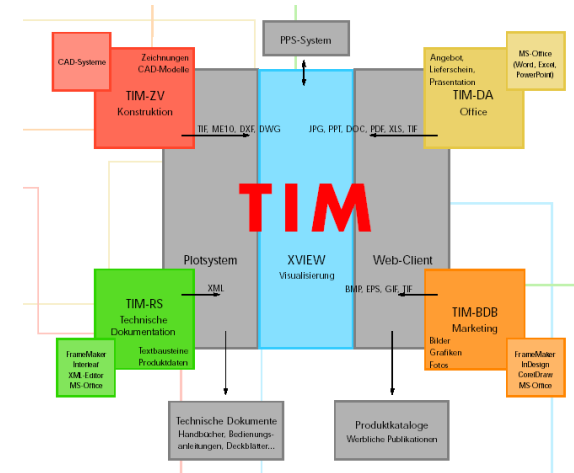 PPS-System
CAD-Systeme
Zeichnungen
CAD-Modelle
TIM-ZV
Konstruktion
Angebot,
Lieferschein,
Präsentation
TIM-DA
Office
MS-Office
(Word, Excel,
PowerPoint)
TIF, ME10, DXF, DWG
JPG, PPT, DOC, PDF, XLS, TIF
TIM
Plotsystem
XVIEW
Visualisierung
Web-Client
XML
BMP, EPS, GIF, TIF
TIM-RS
Technische
Dokumentation
Textbausteine
Produktdaten
FrameMaker
Interleaf
XML-Editor
MS-Office
TIM-BDB
Marketing
Bilder
Grafiken
Fotos
FrameMaker
InDesign
CorelDraw
MS-Office
Technische Dokumente
Handbücher, Bedienungs-
anleitungen, Deckblätter...
Produktkataloge
Werbliche Publikationen